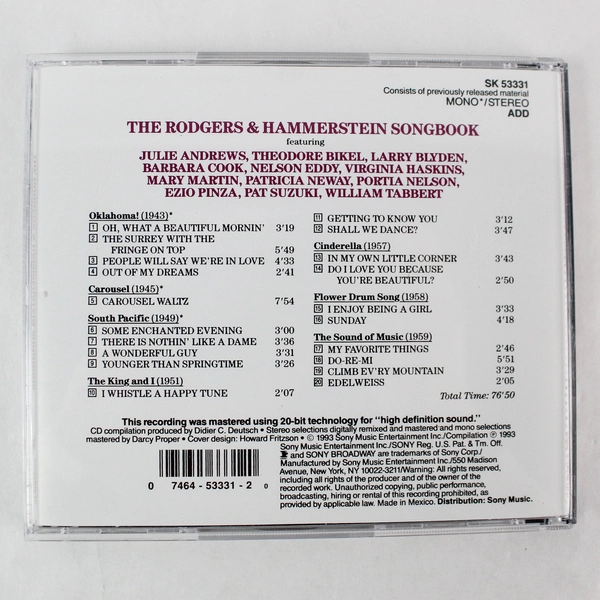 SK 53331
Consists of previously released material
MONO*/STEREO
ADD
THE RODGERS & HAMMERSTEIN SONGBOOK
featuring
JULIE ANDREWS, THEODORE BIKEL, LARRY BLYDEN,
BARBARA COOK, NELSON EDDY, VIRGINIA HASKINS,
MARY MARTIN, PATRICIA NEWAY, PORTIA NELSON,
EZIO PINZA, PAT SUZUKI, WILLIAM TABBERT
Oklahoma! (1943)*
1 OH, WHAT A BEAUTIFUL MORNIN' 3'19
2 THE SURREY WITH THE
FRINGE ON TOP 5'49
3 PEOPLE WILL SAY WE'RE IN LOVE 4'33
4 OUT OF MY DREAMS 2'41
Carousel (1945)*
5 CAROUSEL WALTZ 7'54
South Pacific (1949)*
6 SOME ENCHANTED EVENING 3'00
7 THERE IS NOTHIN' LIKE A DAME 3'36
8 A WONDERFUL GUY 3'31
9 YOUNGER THAN SPRINGTIME 3'26
The King and I (1951)
10 I WHISTLE A HAPPY TUNE 2'07
11 GETTING TO KNOW YOU 3'12
12 SHALL WE DANCE? 3'47
Cinderella (1957)
13 IN MY OWN LITTLE CORNER 3'43
14 DO I LOVE YOU BECAUSE
YOU'RE BEAUTIFUL? 2'50
Flower Drum Song (1958)
15 I ENJOY BEING A GIRL 3'33
16 SUNDAY 4'18
The Sound of Music (1959)
17 MY FAVORITE THINGS 2'46
18 DO-RE-MI 5'51
19 CLIMB EV'RY MOUNTAIN 3'29
20 EDELWEISS 2'05
Total Time: 76'50
This recording was mastered using 20-bit technology for "high definition sound."
CD compilation produced by Didier C. Deutsch • Stereo selections digitally remixed and mastered and mono selections
mastered by Darcy Proper • Cover design: Howard Fritzson • © 1993 Sony Music Entertainment Inc./Compilation ℗ 1993
Sony Music Entertainment Inc./SONY Reg. U.S. Pat. & Tm. Off.
and SONY BROADWAY are trademarks of Sony Corp./
Manufactured by Sony Music Entertainment Inc./550 Madison
Avenue, New York, NY 10022-3211/Warning: All rights reserved,
including all rights of the producer and of the owner of the
recorded work. Unauthorized copying, public performance,
broadcasting, hiring or rental of this recording prohibited, as
provided by applicable law. Made in Mexico. Distribution: Sony Music.
0 7464-53331-2 0